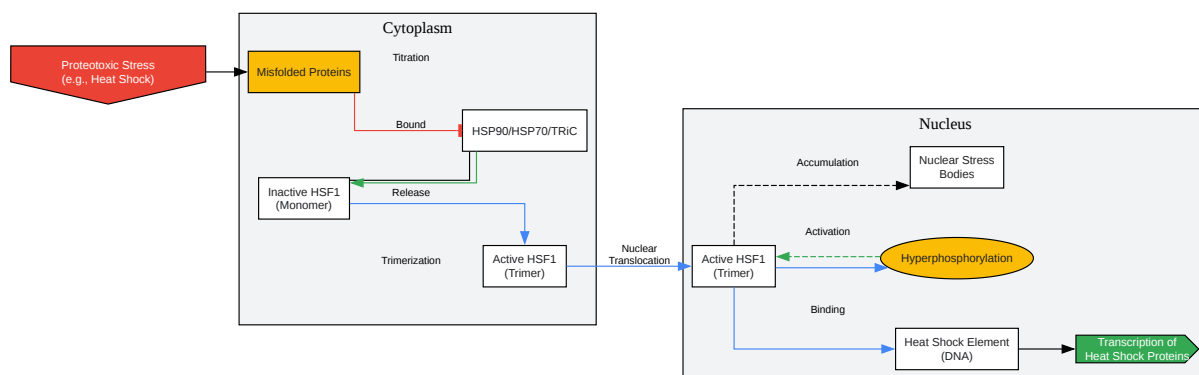 Cytoplasm
Proteotoxic Stress
(e.g., Heat Shock)
Misfolded Proteins
Titration
Bound
HSP90/HSP70/TRiC
Inactive HSF1
(Monomer)
Release
Trimerization
Active HSF1
(Trimer)
Nuclear
Translocation
Nucleus
Accumulation
Nuclear Stress
Bodies
Activation
Active HSF1
(Trimer)
Hyperphosphorylation
Binding
Heat Shock Element
(DNA)
Transcription of
Heat Shock Proteins